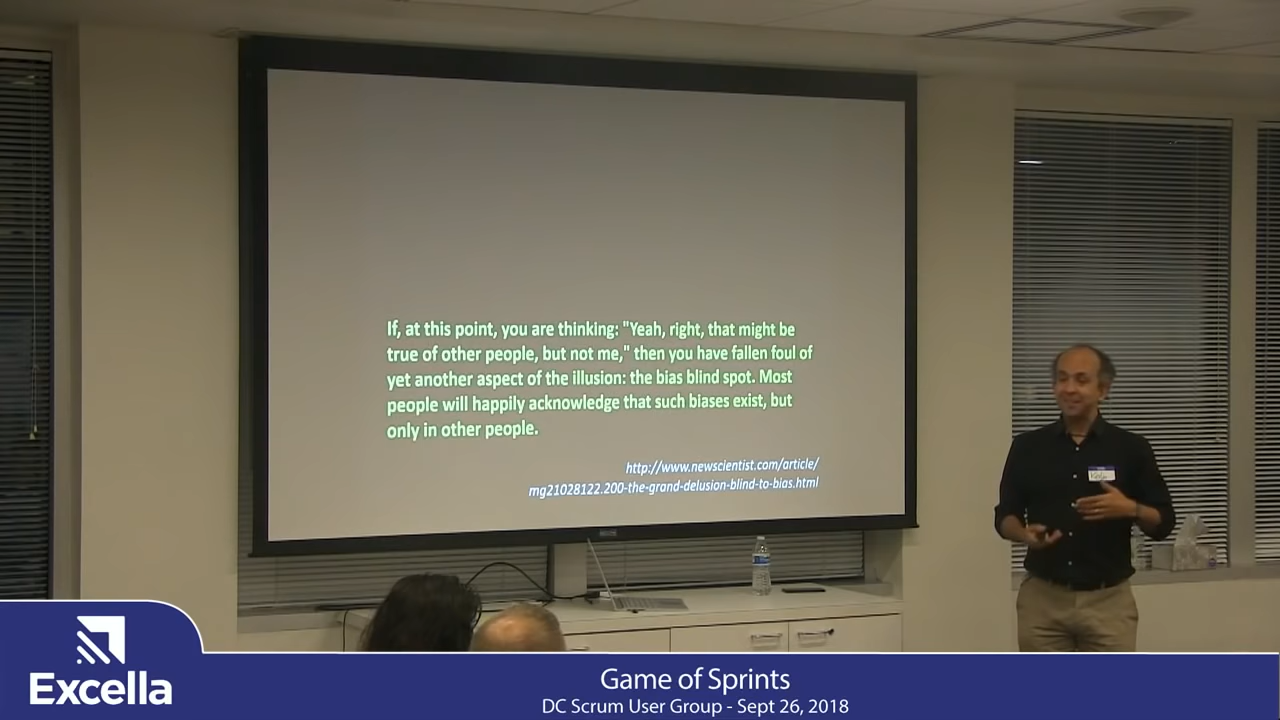 If, at this point, you are thinking: "Yeah, right, that might be
true of other people, but not me," then you have fallen foul of
yet another aspect of the illusion: the bias blind spot. Most
people will happily acknowledge that such biases exist, but
only in other people.
http://www.newscientist.com/article/
mg21028122.200-the-grand-delusion-blind-to-bias.html
Excella
Game of Sprints
DC Scrum User Group - Sept 26, 2018